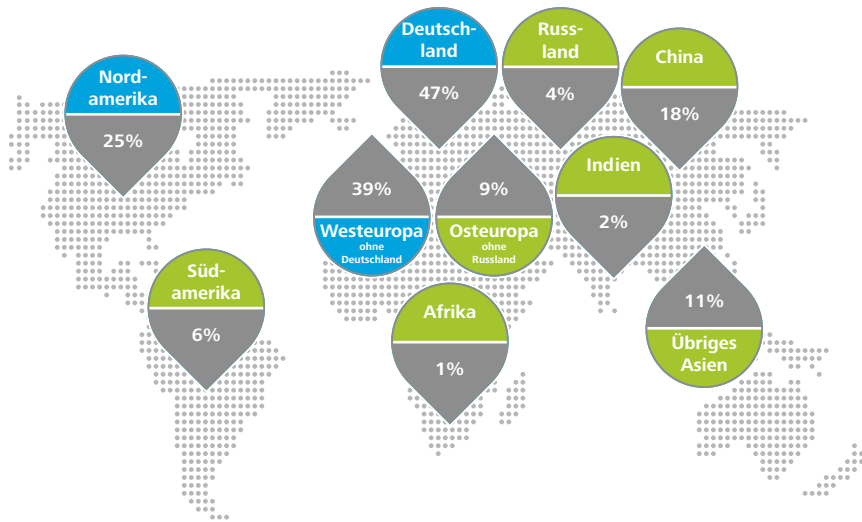 Nord-
amerika
25%
Deutsch-
land
47%
Russ-
land
4%
China
18%
39%
Westeuropa
ohne
Deutschland
9%
Osteuropa
ohne
Russland
Indien
2%
Süd-
amerika
6%
Afrika
1%
11%
Übriges
Asien